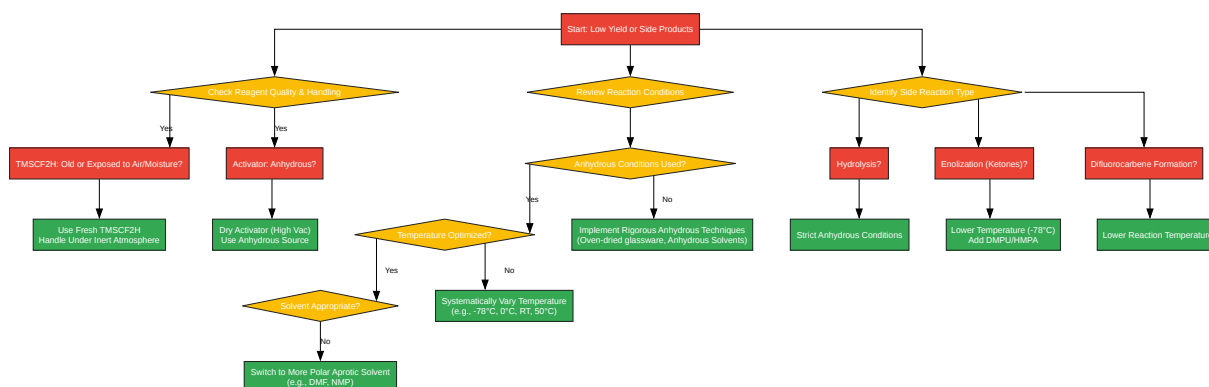 Start: Low Yield or Side Products
Check Reagent Quality & Handling
Review Reaction Conditions
Identify Side Reaction Type
Yes
Yes
TMSCF2H: Old or Exposed to Air/Moisture?
Activator: Anhydrous?
Anhydrous Conditions Used?
Hydrolysis?
Enolization (Ketones)?
Difluorocarbene Formation?
Yes
No
Use Fresh TMSCF2H
Handle Under Inert Atmosphere
Dry Activator (High Vac)
Use Anhydrous Source
Temperature Optimized?
Implement Rigorous Anhydrous Techniques
(Oven-dried glassware, Anhydrous Solvents)
Strict Anhydrous Conditions
Lower Temperature (-78°C)
Add DMPU/HMPA
Lower Reaction Temperature
Yes
No
Solvent Appropriate?
Systematically Vary Temperature
(e.g., -78°C, 0°C, RT, 50°C)
No
Switch to More Polar Aprotic Solvent
(e.g., DMF, NMP)